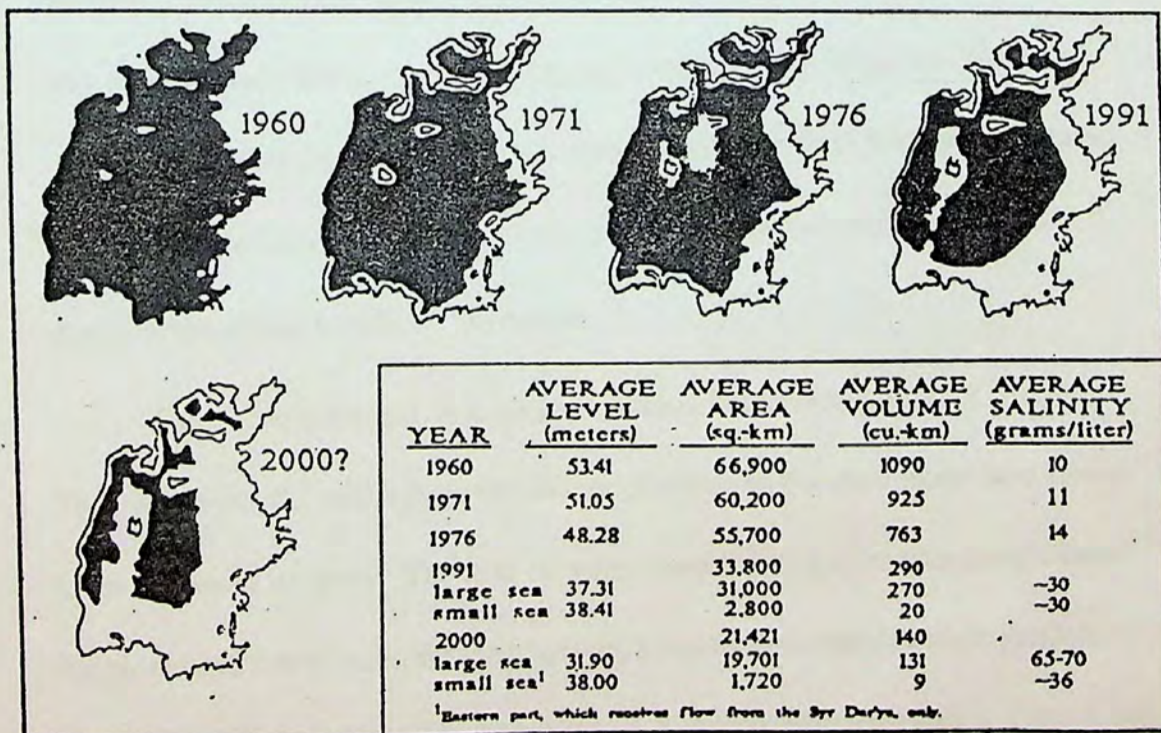 1960
1971
1976
1991
2000?
AVERAGE AVERAGE AVERAGE AVERAGE
LEVEL AREA VOLUME SALINITY
YEAR (meters) (sq.-km) (cu.-km) (grams/liter)
1960 53.41 66,900 1090 10
1971 51.05 60,200 925 11
1976 48.28 55,700 763 14
1991 33,800 290
large sea 37.31 31,000 270 ~30
small sea 38.41 2,800 20 ~30
2000 21,421 140
large sea 31.90 19,701 131 65-70
small sea¹ 38.00 1,720 9 ~36
¹Eastern part, which receives flow from the Syr Dar'ya, only.